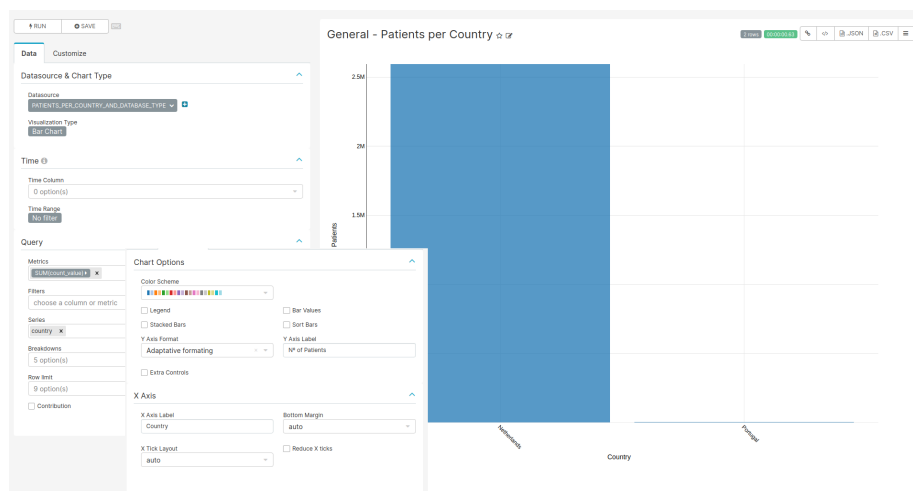 RUN
SAVE
General - Patients per Country
2 rows
00:00:00.63
.JSON
.CSV
Data
Customize
Datasource & Chart Type
Datasource
PATIENTS_PER_COUNTRY_AND_DATABASE_TYPE
Visualization Type
Bar Chart
Time
Time Column
0 option(s)
Time Range
No filter
Query
Metrics
SUM(count_value)
x
Filters
choose a column or metric
Series
country x
Breakdowns
5 option(s)
Row limit
9 option(s)
Contribution
Chart Options
Color Scheme
Legend
Bar Values
Stacked Bars
Sort Bars
Y Axis Format
Y Axis Label
Adaptative formating
Nº of Patients
Extra Controls
X Axis
X Axis Label
Bottom Margin
Country
auto
X Tick Layout
Reduce X ticks
auto
2.5M
2M
1.5M
Patients
Netherlands
Portugal
Country